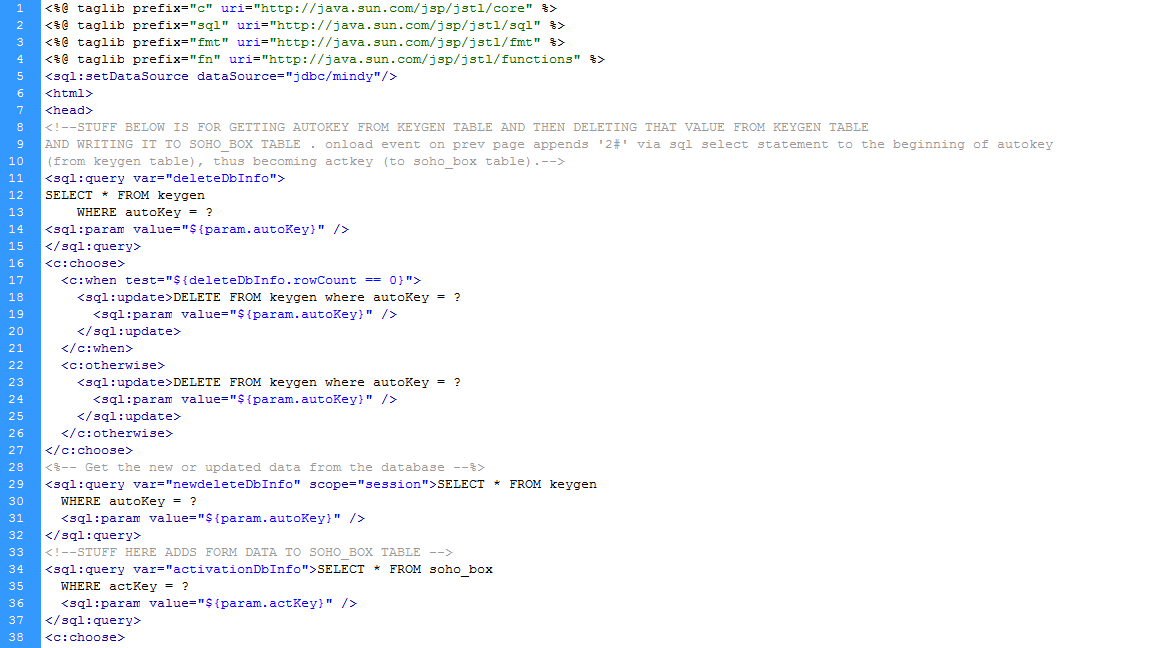 1 <%@ taglib prefix="c" uri="http://java.sun.com/jsp/jstl/core" %>
2 <%@ taglib prefix="sql" uri="http://java.sun.com/jsp/jstl/sql" %>
3 <%@ taglib prefix="fmt" uri="http://java.sun.com/jsp/jstl/fmt" %>
4 <%@ taglib prefix="fn" uri="http://java.sun.com/jsp/jstl/functions" %>
5 <sql:setDataSource dataSource="jdbc/mindy"/>
6 <html>
7 <head>
8 <!--STUFF BELOW IS FOR GETTING AUTOKEY FROM KEYGEN TABLE AND THEN DELETING THAT VALUE FROM KEYGEN TABLE
9 AND WRITING IT TO SOHO_BOX TABLE . onload event on prev page appends '2#' via sql select statement to the beginning of autokey
10 (from keygen table), thus becoming actkey (to soho_box table).-->
11 <sql:query var="deleteDbInfo">
12 SELECT * FROM keygen
13     WHERE autoKey = ?
14 <sql:param value="${param.autoKey}" />
15 </sql:query>
16 <c:choose>
17   <c:when test="${deleteDbInfo.rowCount == 0}">
18     <sql:update>DELETE FROM keygen where autoKey = ?
19       <sql:param value="${param.autoKey}" />
20     </sql:update>
21   </c:when>
22   <c:otherwise>
23     <sql:update>DELETE FROM keygen where autoKey = ?
24       <sql:param value="${param.autoKey}" />
25     </sql:update>
26   </c:otherwise>
27 </c:choose>
28 <%-- Get the new or updated data from the database --%>
29 <sql:query var="newdeleteDbInfo" scope="session">SELECT * FROM keygen
30   WHERE autoKey = ?
31   <sql:param value="${param.autoKey}" />
32 </sql:query>
33 <!--STUFF HERE ADDS FORM DATA TO SOHO_BOX TABLE -->
34 <sql:query var="activationDbInfo">SELECT * FROM soho_box
35   WHERE actKey = ?
36   <sql:param value="${param.actKey}" />
37 </sql:query>
38 <c:choose>